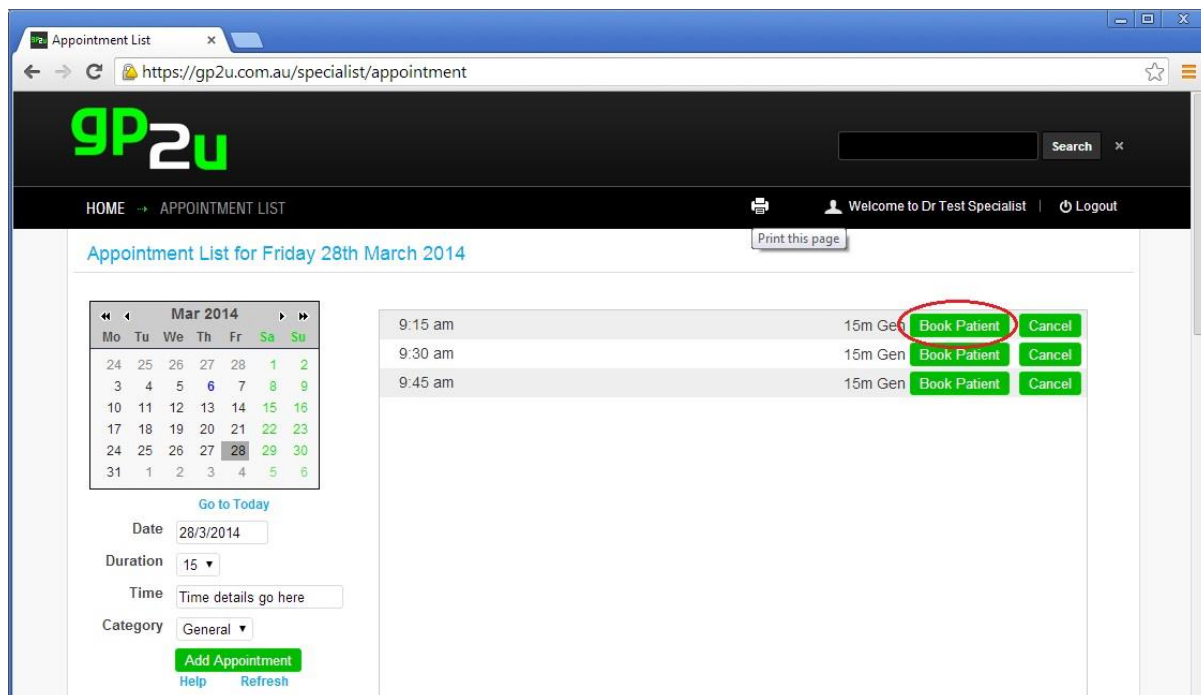 gp2u Appointment List
https://gp2u.com.au/specialist/appointment
gp2u
Search
HOME APPOINTMENT LIST Welcome to Dr Test Specialist | Logout
Print this page
Appointment List for Friday 28th March 2014
Mar 2014
Mo Tu We Th Fr Sa Su
24 25 26 27 28 1 2
3 4 5 6 7 8 9
10 11 12 13 14 15 16
17 18 19 20 21 22 23
24 25 26 27 28 29 30
31 1 2 3 4 5 6
Go to Today
Date 28/3/2014
Duration 15
Time Time details go here
Category General
Add Appointment
Help Refresh
9:15 am 15m Gen Book Patient Cancel
9:30 am 15m Gen Book Patient Cancel
9:45 am 15m Gen Book Patient Cancel